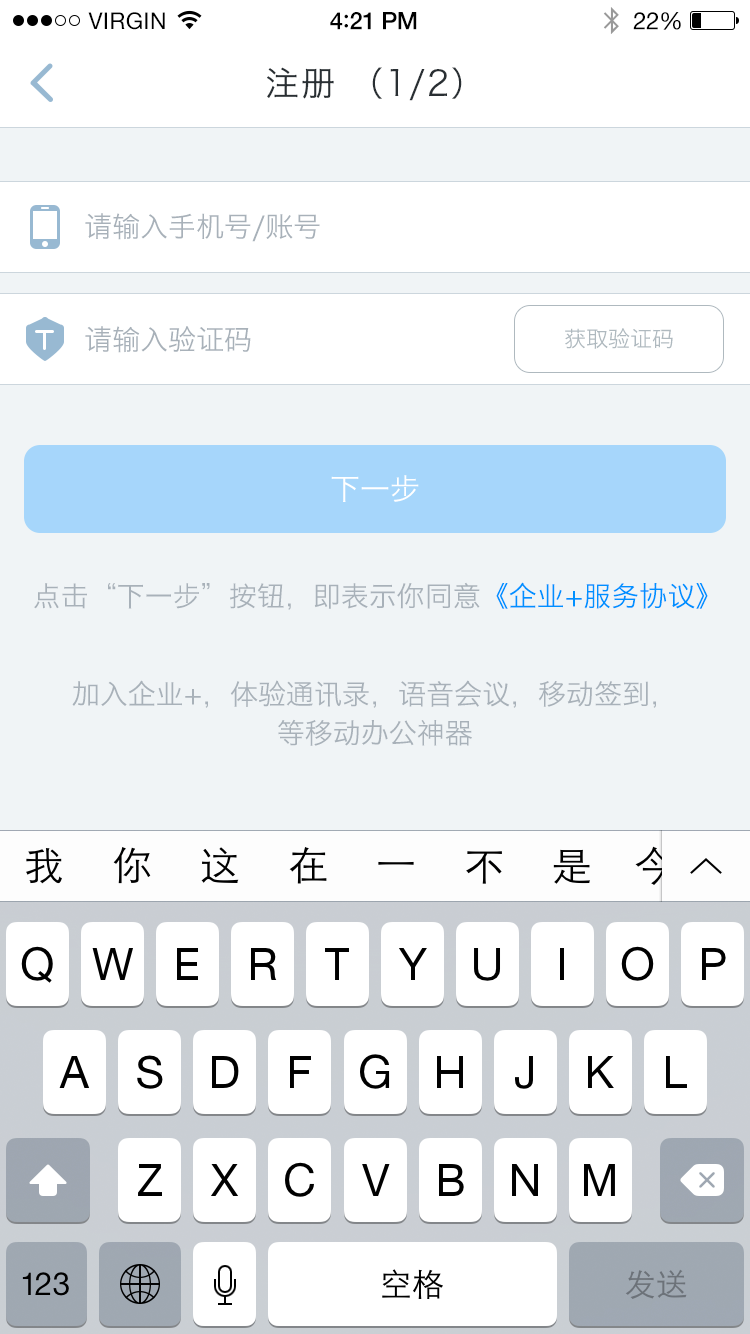 VIRGIN 4:21 PM 22%
注册 （1/2）
请输入手机号/账号
T 请输入验证码 获取验证码
下一步
点击“下一步”按钮，即表示你同意《企业+服务协议》
加入企业+，体验通讯录，语音会议，移动签到，
等移动办公神器
我 你 这 在 一 不 是 今
Q W E R T Y U I O P
A S D F G H J K L
Z X C V B N M
123 空格 发送